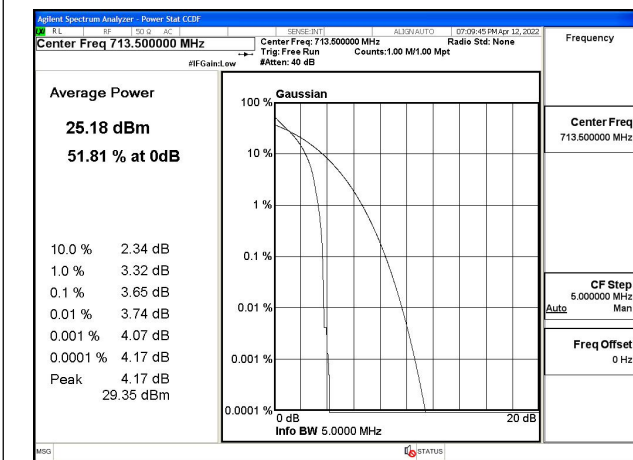 Agilent Spectrum Analyzer - Power Stat CCDF
RL RF 50 Ω AC SENSE:INT ALIGN AUTO 07:09:45 PM Apr 12, 2022
Center Freq 713.500000 MHz
Center Freq: 713.500000 MHz Radio Std: None
Trig: Free Run Counts:1.00 M/1.00 Mpt
#IFGain:Low #Atten: 40 dB
Frequency
Average Power
25.18 dBm
51.81 % at 0dB
10.0 % 2.34 dB
1.0 % 3.32 dB
0.1 % 3.65 dB
0.01 % 3.74 dB
0.001 % 4.07 dB
0.0001 % 4.17 dB
Peak 4.17 dB
29.35 dBm
Gaussian
100 %
10 %
1 %
0.1 %
0.01 %
0.001 %
0.0001 %
0 dB 20 dB
Info BW 5.0000 MHz
Center Freq
713.500000 MHz
CF Step
5.000000 MHz
Auto Man
Freq Offset
0 Hz
MSG STATUS